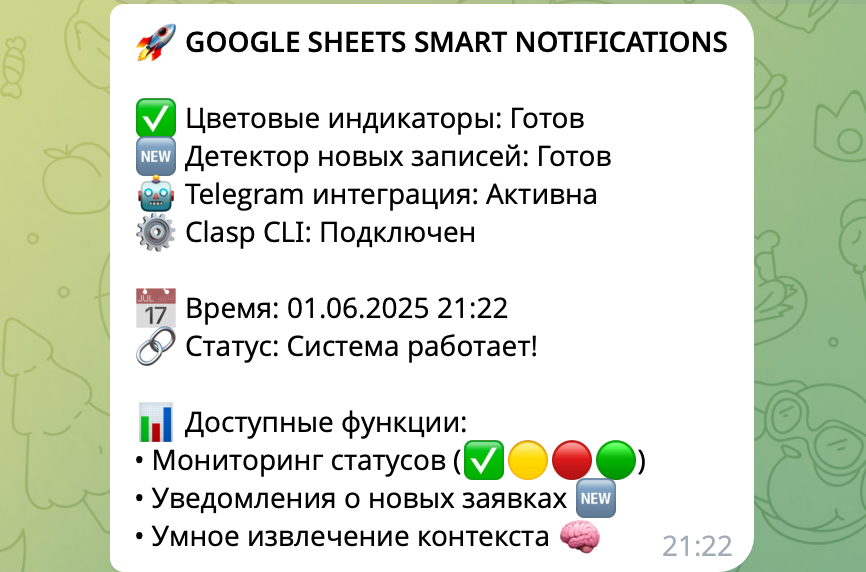 🚀 GOOGLE SHEETS SMART NOTIFICATIONS
✅ Цветовые индикаторы: Готов
🆕 Детектор новых записей: Готов
🤖 Telegram интеграция: Активна
⚙️ Clasp CLI: Подключен
📅 Время: 01.06.2025 21:22
🔗 Статус: Система работает!
📊 Доступные функции:
• Мониторинг статусов (✅🟡🔴🟢)
• Уведомления о новых заявках 🆕
• Умное извлечение контекста 🧠
21:22